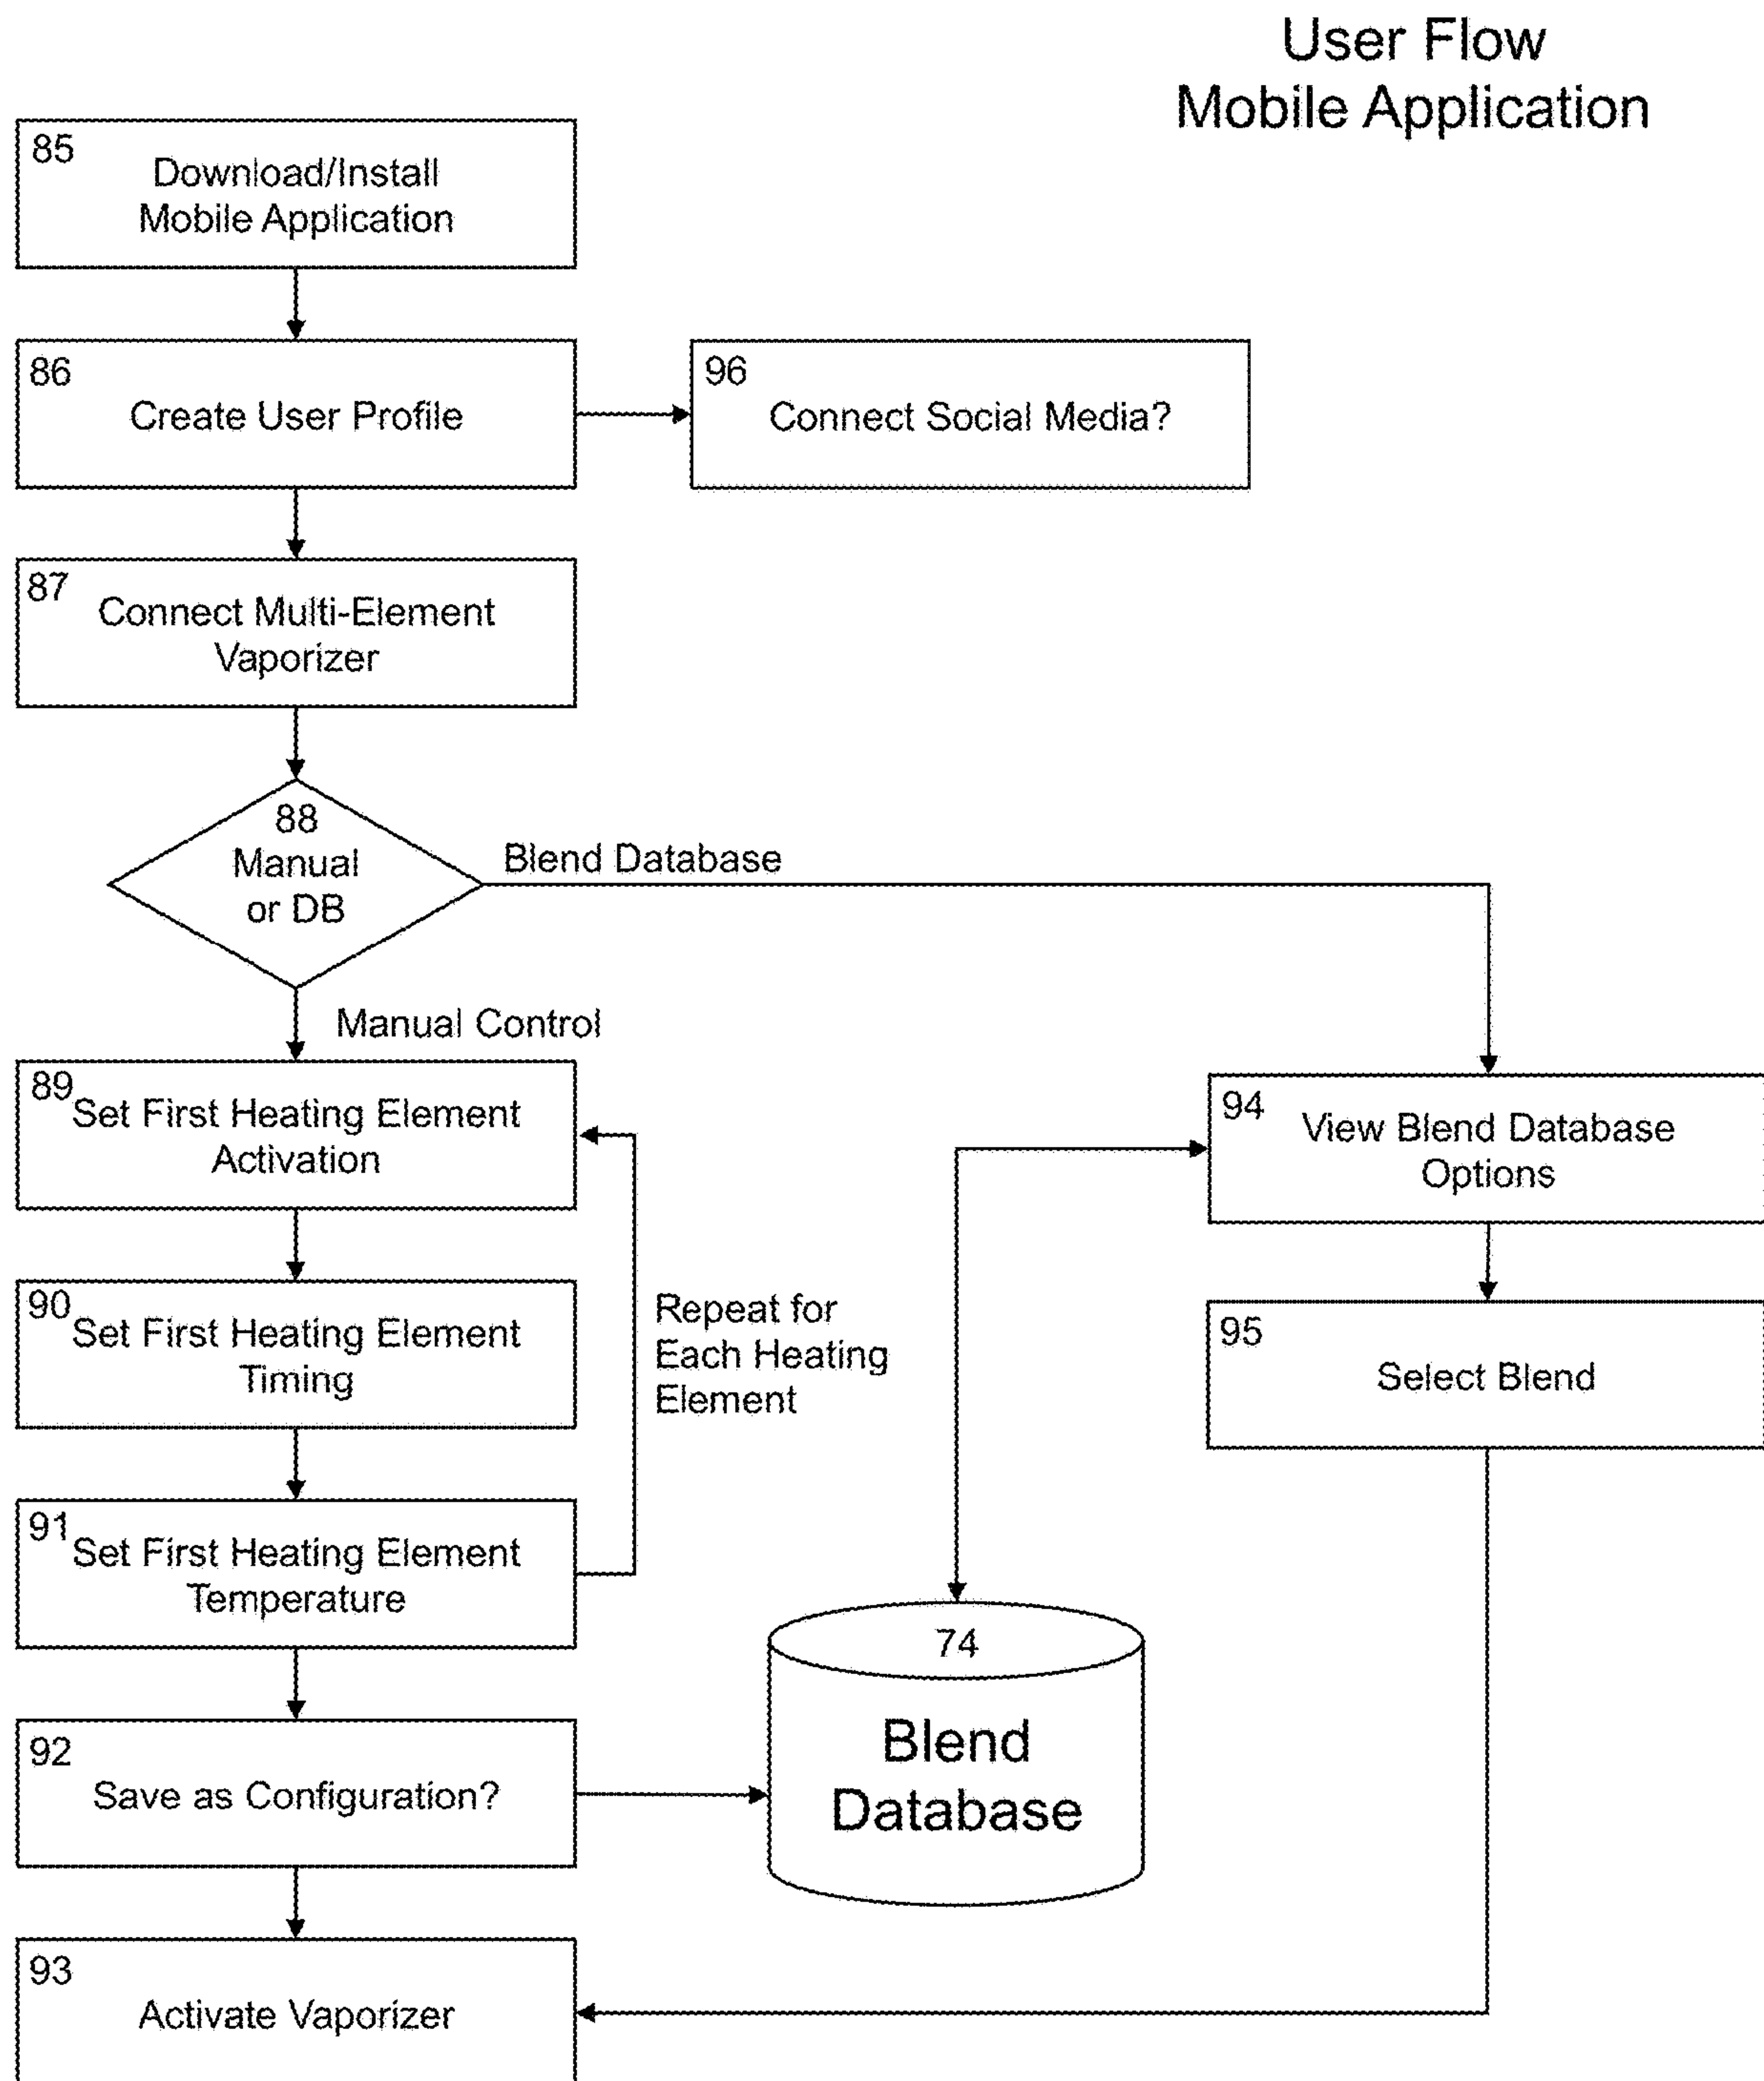 User Flow
Mobile Application
85
Download/Install
Mobile Application
86
Create User Profile
96
Connect Social Media?
87
Connect Multi-Element
Vaporizer
88
Manual
or DB
Blend Database
Manual Control
89
Set First Heating Element
Activation
94
View Blend Database
Options
90
Set First Heating Element
Timing
Repeat for
Each Heating
Element
95
Select Blend
91
Set First Heating Element
Temperature
74
Blend
Database
92
Save as Configuration?
93
Activate Vaporizer